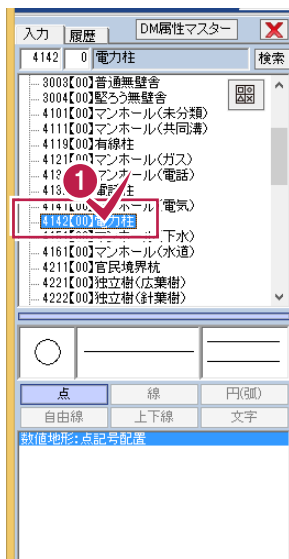 入力 履歴 DM属性マスター
4142 0 電力柱 検索
3003【00】普通無壁舎
3004【00】堅ろう無壁舎
4101【00】マンホール(未分類)
4111【00】マンホール(共同溝)
4119【00】有線柱
4121【00】マンホール(ガス)
マンホール(電話)
1
4142【00】電力柱
4161【00】マンホール(水道)
4211【00】官民境界杭
4221【00】独立樹(広葉樹)
4222【00】独立樹(針葉樹)
点 線 円(弧)
自由線 上下線 文字
数値地形:点記号配置